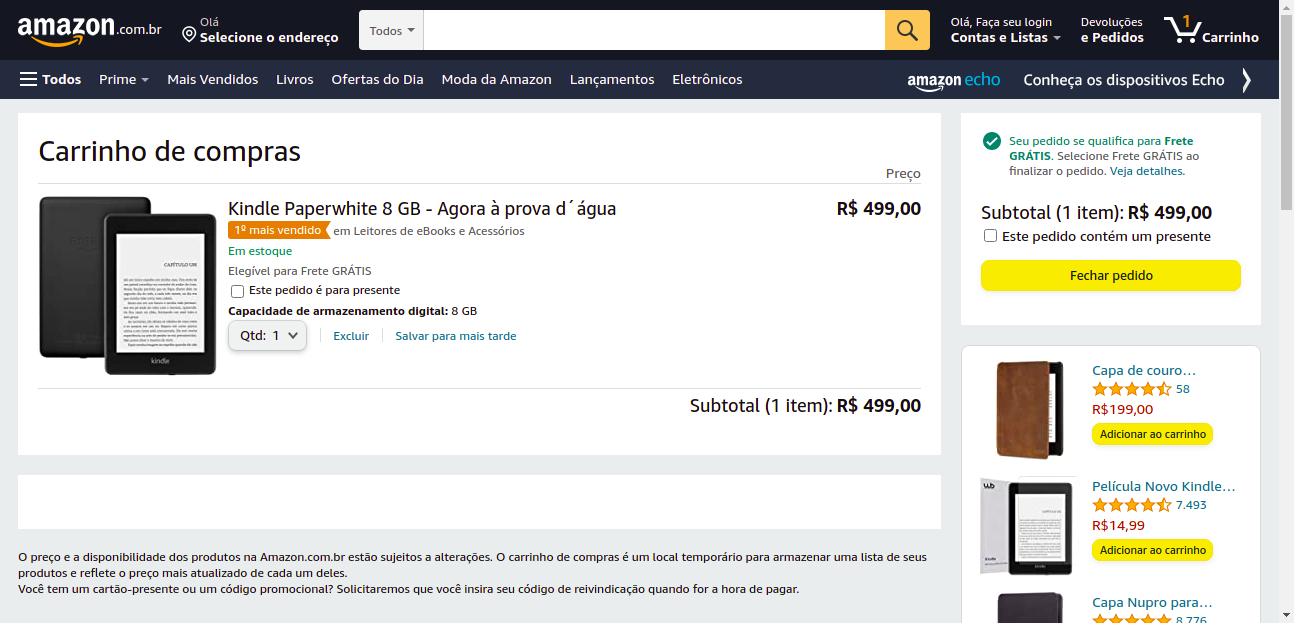 amazon.com.br
Olá
Selecione o endereço
Todos
Olá, Faça seu login
Contas e Listas
Devoluções
e Pedidos
1
Carrinho
Todos
Prime
Mais Vendidos
Livros
Ofertas do Dia
Moda da Amazon
Lançamentos
Eletrônicos
amazon echo
Conheça os dispositivos Echo
Carrinho de compras
Preço
Kindle Paperwhite 8 GB - Agora à prova d´água
R$ 499,00
1º mais vendido em Leitores de eBooks e Acessórios
Em estoque
Elegível para Frete GRÁTIS
Este pedido é para presente
Capacidade de armazenamento digital: 8 GB
Qtd: 1
Excluir
Salvar para mais tarde
CAPÍTULO UM
kindle
Subtotal (1 item): R$ 499,00
O preço e a disponibilidade dos produtos na Amazon.com.br estão sujeitos a alterações. O carrinho de compras é um local temporário para armazenar uma lista de seus
produtos e reflete o preço mais atualizado de cada um deles.
Você tem um cartão-presente ou um código promocional? Solicitaremos que você insira seu código de reivindicação quando for a hora de pagar.
Seu pedido se qualifica para Frete
GRÁTIS. Selecione Frete GRÁTIS ao
finalizar o pedido. Veja detalhes.
Subtotal (1 item): R$ 499,00
Este pedido contém um presente
Fechar pedido
Capa de couro…
58
R$199,00
Adicionar ao carrinho
Película Novo Kindle…
7.493
R$14,99
Adicionar ao carrinho
Capa Nupro para…
8.776